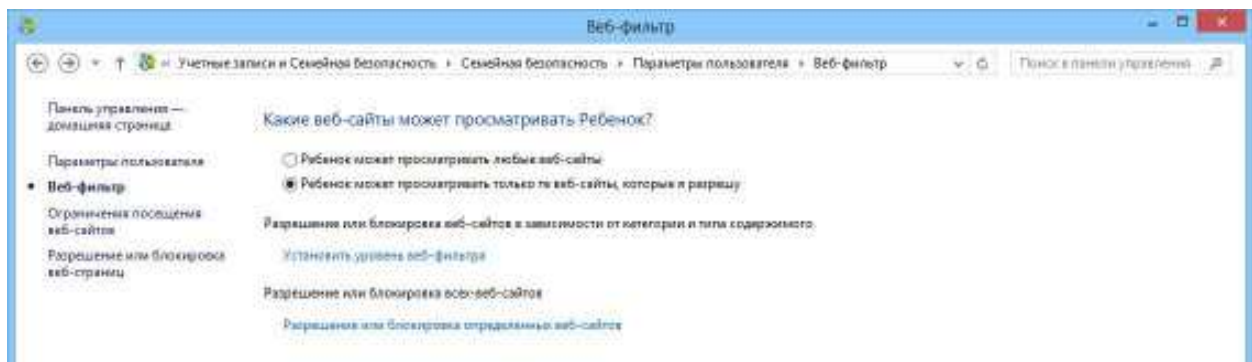 Веб-фильтр
Учетные записи и Семейная безопасность ▸ Семейная безопасность ▸ Параметры пользователя ▸ Веб-фильтр
Поиск в панели управления
Панель управления —
домашняя страница
Какие веб-сайты может просматривать Ребенок?
Параметры пользователя
Ребенок может просматривать любые веб-сайты
Веб-фильтр
Ребенок может просматривать только те веб-сайты, которые я разрешу
Ограничения посещения
веб-сайтов
Разрешение или блокировка веб-сайтов в зависимости от категории и типа содержимого
Разрешение или блокировка
веб-страниц
Установить уровень веб-фильтра
Разрешение или блокировка всех веб-сайтов
Разрешение или блокировка определенных веб-сайтов